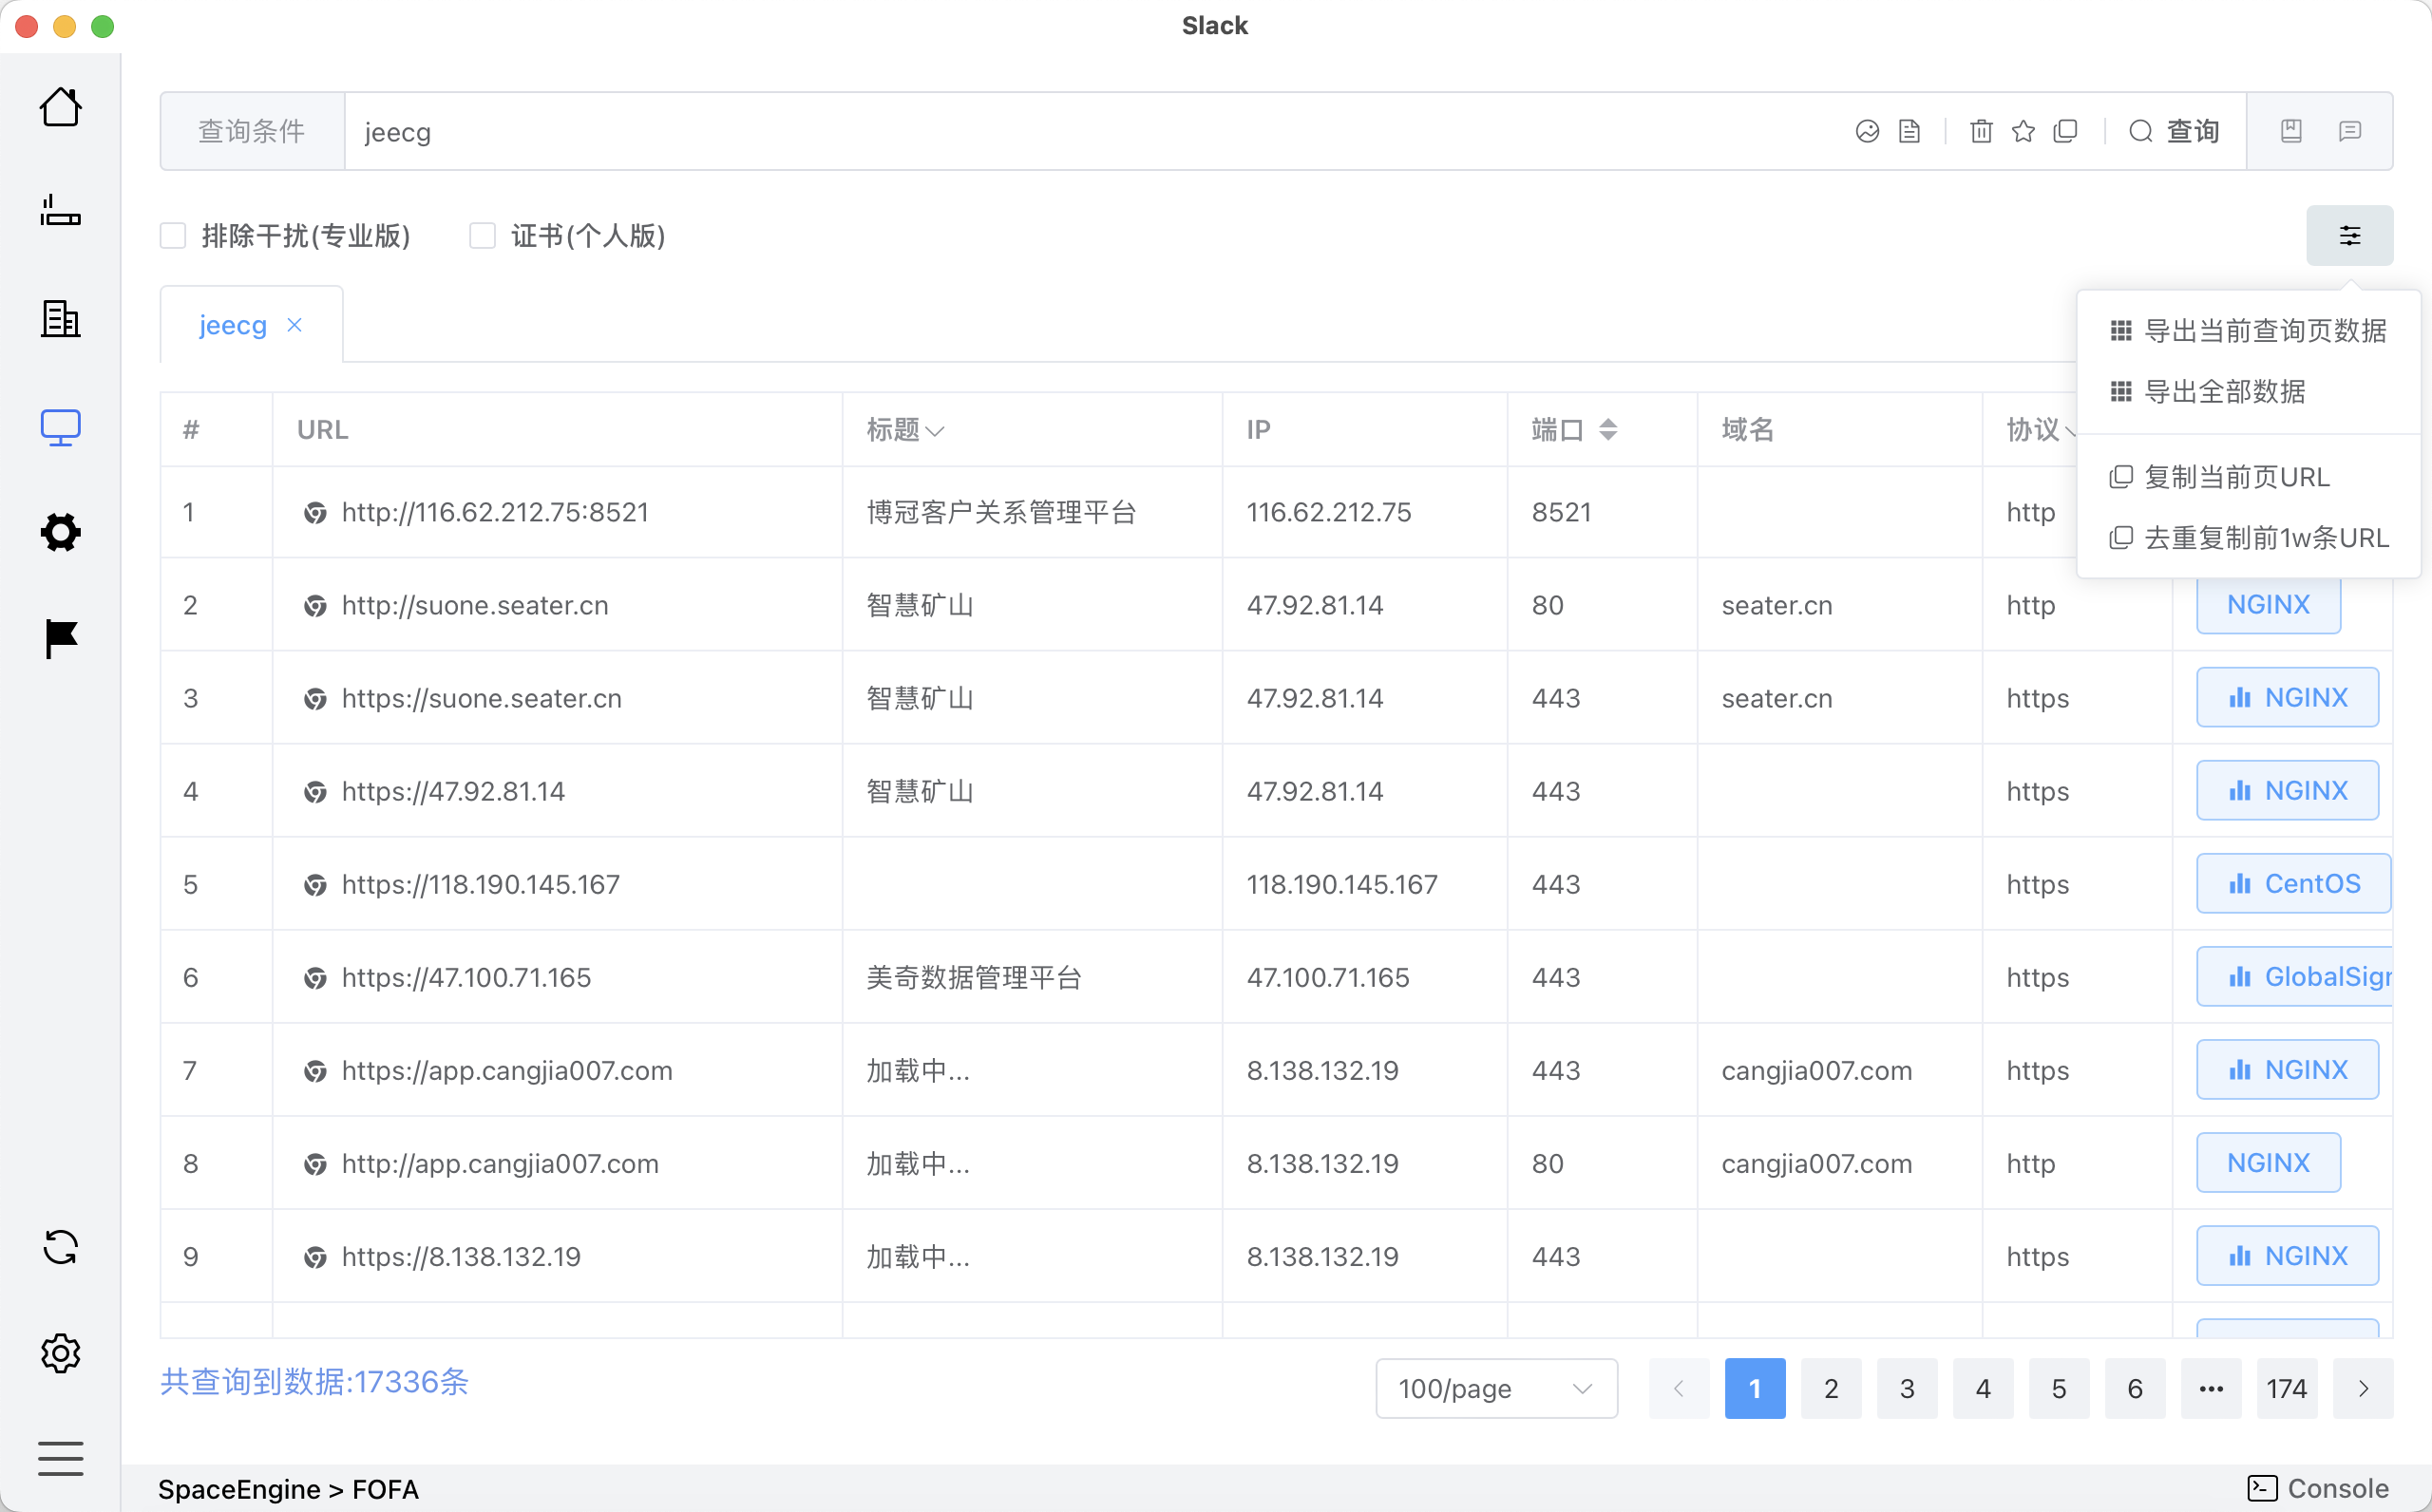 Slack
查询条件 jeecg 查询
排除干扰(专业版) 证书(个人版)
jeecg
导出当前查询页数据
导出全部数据
复制当前页URL
去重复制前1w条URL
# URL 标题 IP 端口 域名 协议
1 http://116.62.212.75:8521 博冠客户关系管理平台 116.62.212.75 8521 http
2 http://suone.seater.cn 智慧矿山 47.92.81.14 80 seater.cn http NGINX
3 https://suone.seater.cn 智慧矿山 47.92.81.14 443 seater.cn https NGINX
4 https://47.92.81.14 智慧矿山 47.92.81.14 443 https NGINX
5 https://118.190.145.167 118.190.145.167 443 https CentOS
6 https://47.100.71.165 美奇数据管理平台 47.100.71.165 443 https GlobalSign
7 https://app.cangjia007.com 加载中... 8.138.132.19 443 cangjia007.com https NGINX
8 http://app.cangjia007.com 加载中... 8.138.132.19 80 cangjia007.com http NGINX
9 https://8.138.132.19 加载中... 8.138.132.19 443 https NGINX
共查询到数据:17336条 100/page 1 2 3 4 5 6 ••• 174
SpaceEngine > FOFA Console